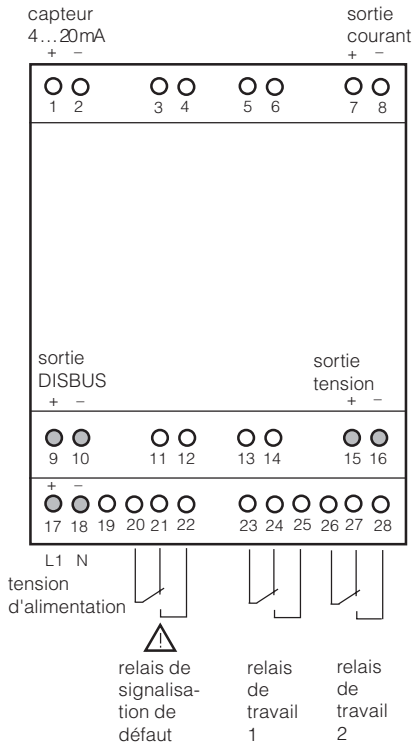 capteur
4...20mA
+ −
sortie
courant
+ −
1 2 3 4 5 6 7 8
sortie
DISBUS
+ −
sortie
tension
+ −
9 10 11 12 13 14 15 16
+ −
17 18 19 20 21 22 23 24 25 26 27 28
L1 N
tension
d'alimentation
!
relais de
signalisa-
tion de
défaut
relais
de
travail
1
relais
de
travail
2